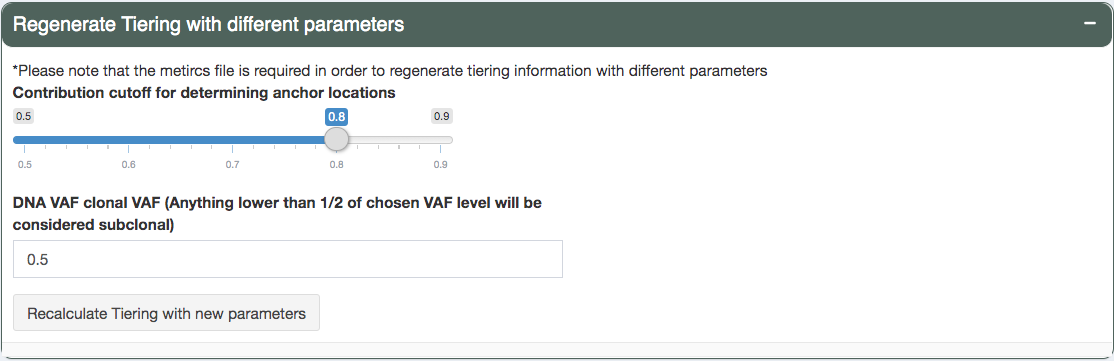 Regenerate Tiering with different parameters
*Please note that the metircs file is required in order to regenerate tiering information with different parameters
Contribution cutoff for determining anchor locations
0.5 0.8 0.9
0.5 0.6 0.7 0.8 0.9
DNA VAF clonal VAF (Anything lower than 1/2 of chosen VAF level will be
considered subclonal)
0.5
Recalculate Tiering with new parameters